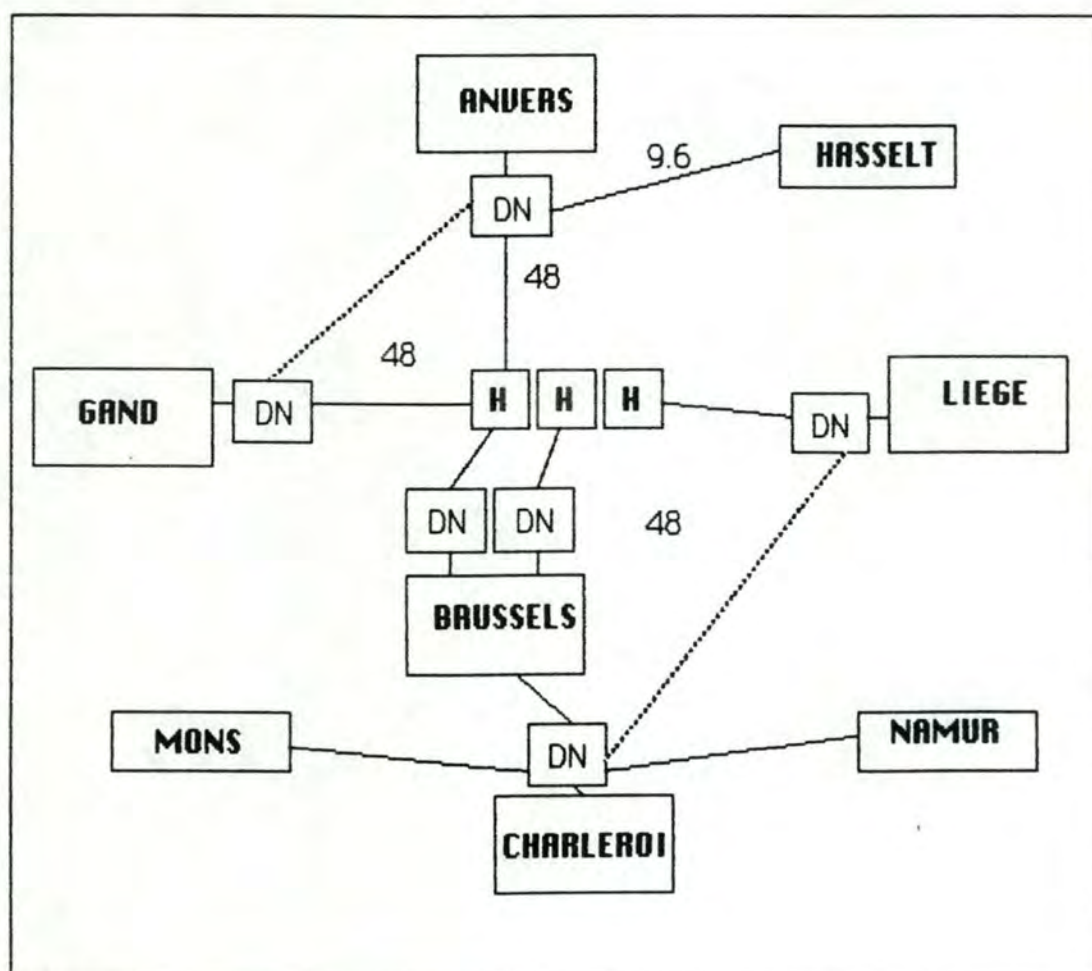 ANVERS
HASSELT
9.6
DN
48
48
GAND
DN
H
H
H
DN
LIEGE
DN
DN
48
BRUSSELS
MONS
DN
NAMUR
CHARLEROI